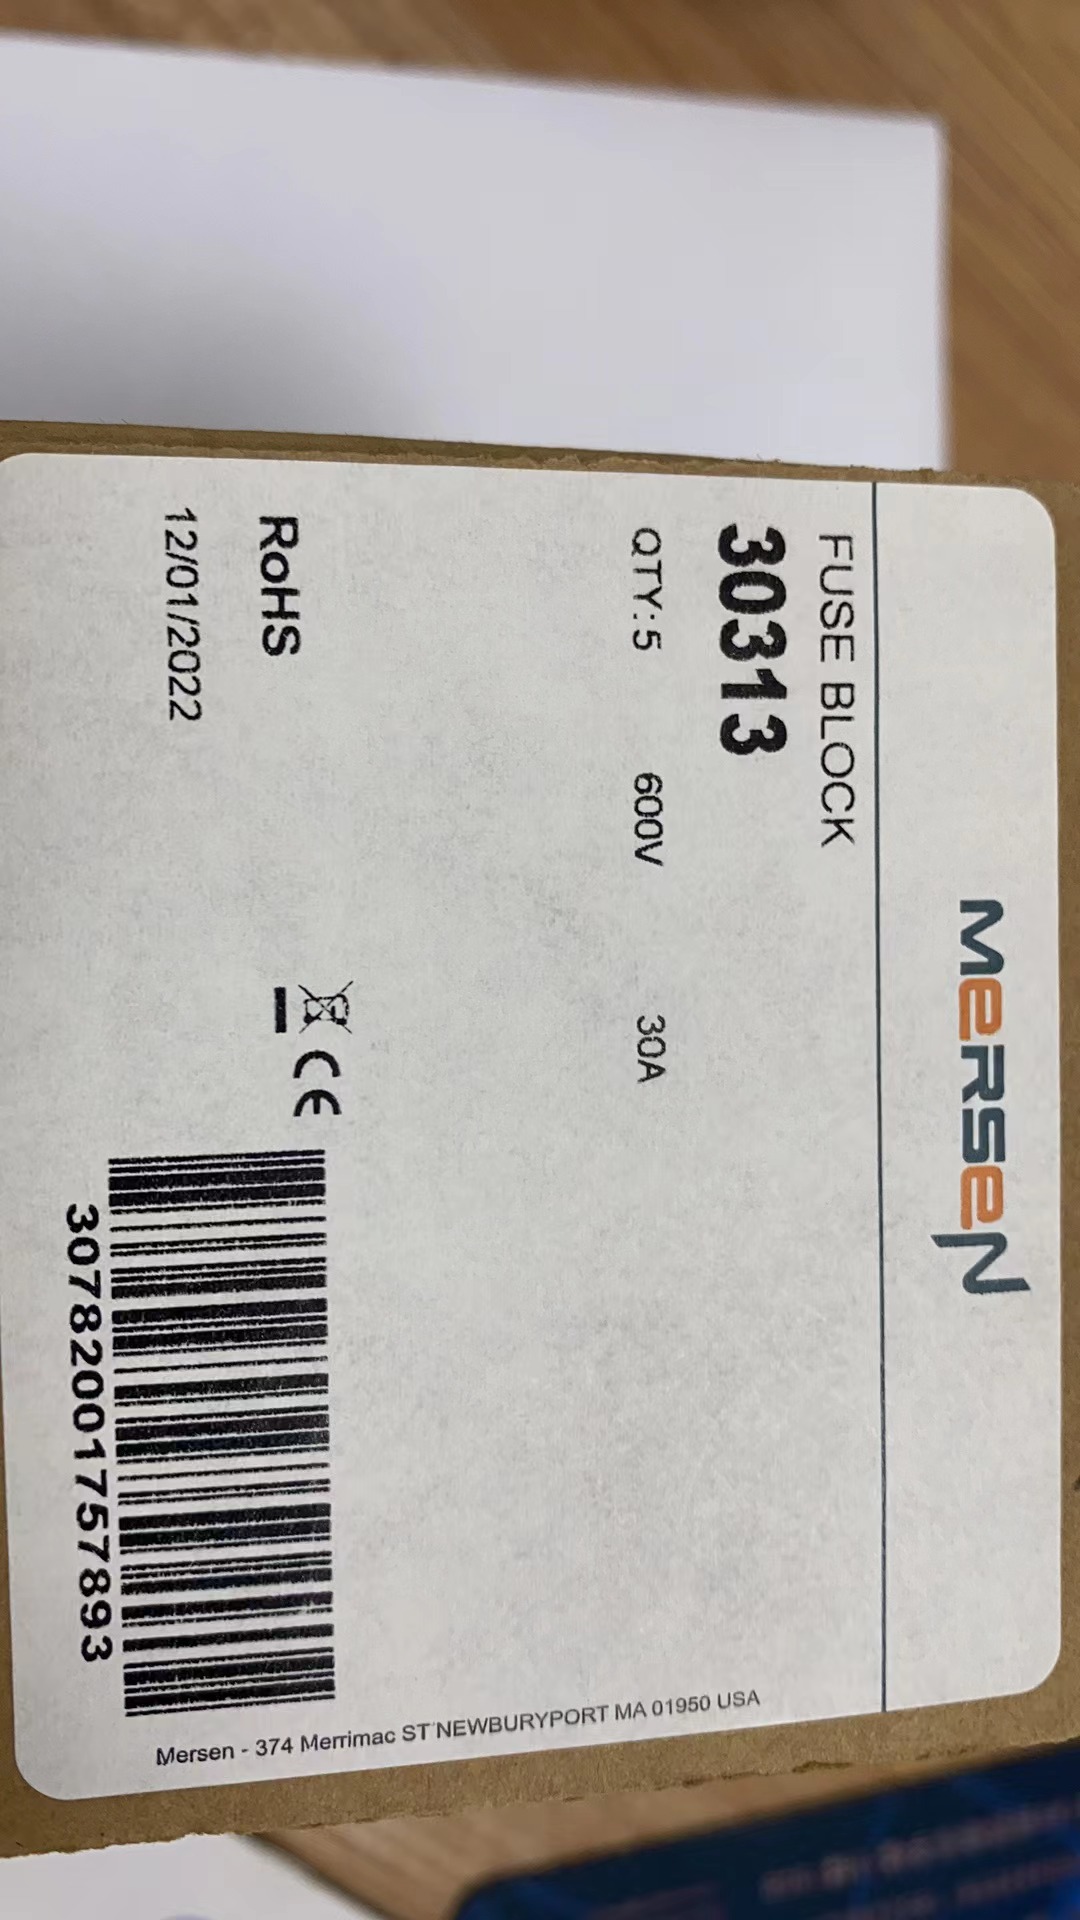 MERSEN
FUSE BLOCK
30313
QTY: 5 600V 30A
RoHS
CE
12/01/2022
30782001757893
Mersen - 374 Merrimac ST NEWBURYPORT MA 01950 USA